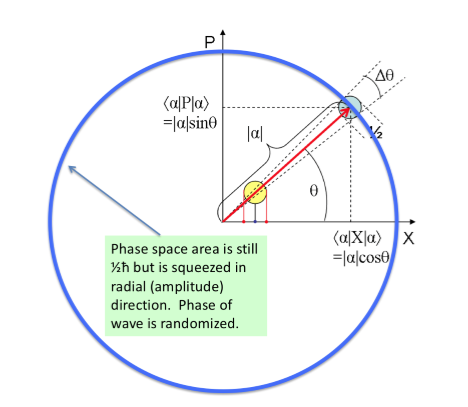 P
Δθ
⟨α|P|α⟩
=|α|sinθ
½
|α|
θ
⟨α|X|α⟩
X
=|α|cosθ
Phase space area is still
½ħ but is squeezed in
radial (amplitude)
direction.  Phase of
wave is randomized.